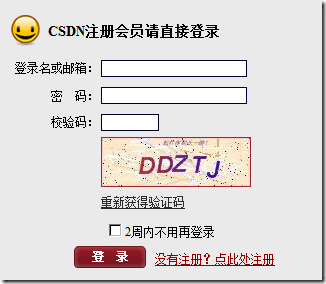 CSDN注册会员请直接登录
登录名或邮箱：
密　码：
校验码：
DDZTJ
重新获得验证码
2周内不用再登录
登　录 没有注册？点此处注册